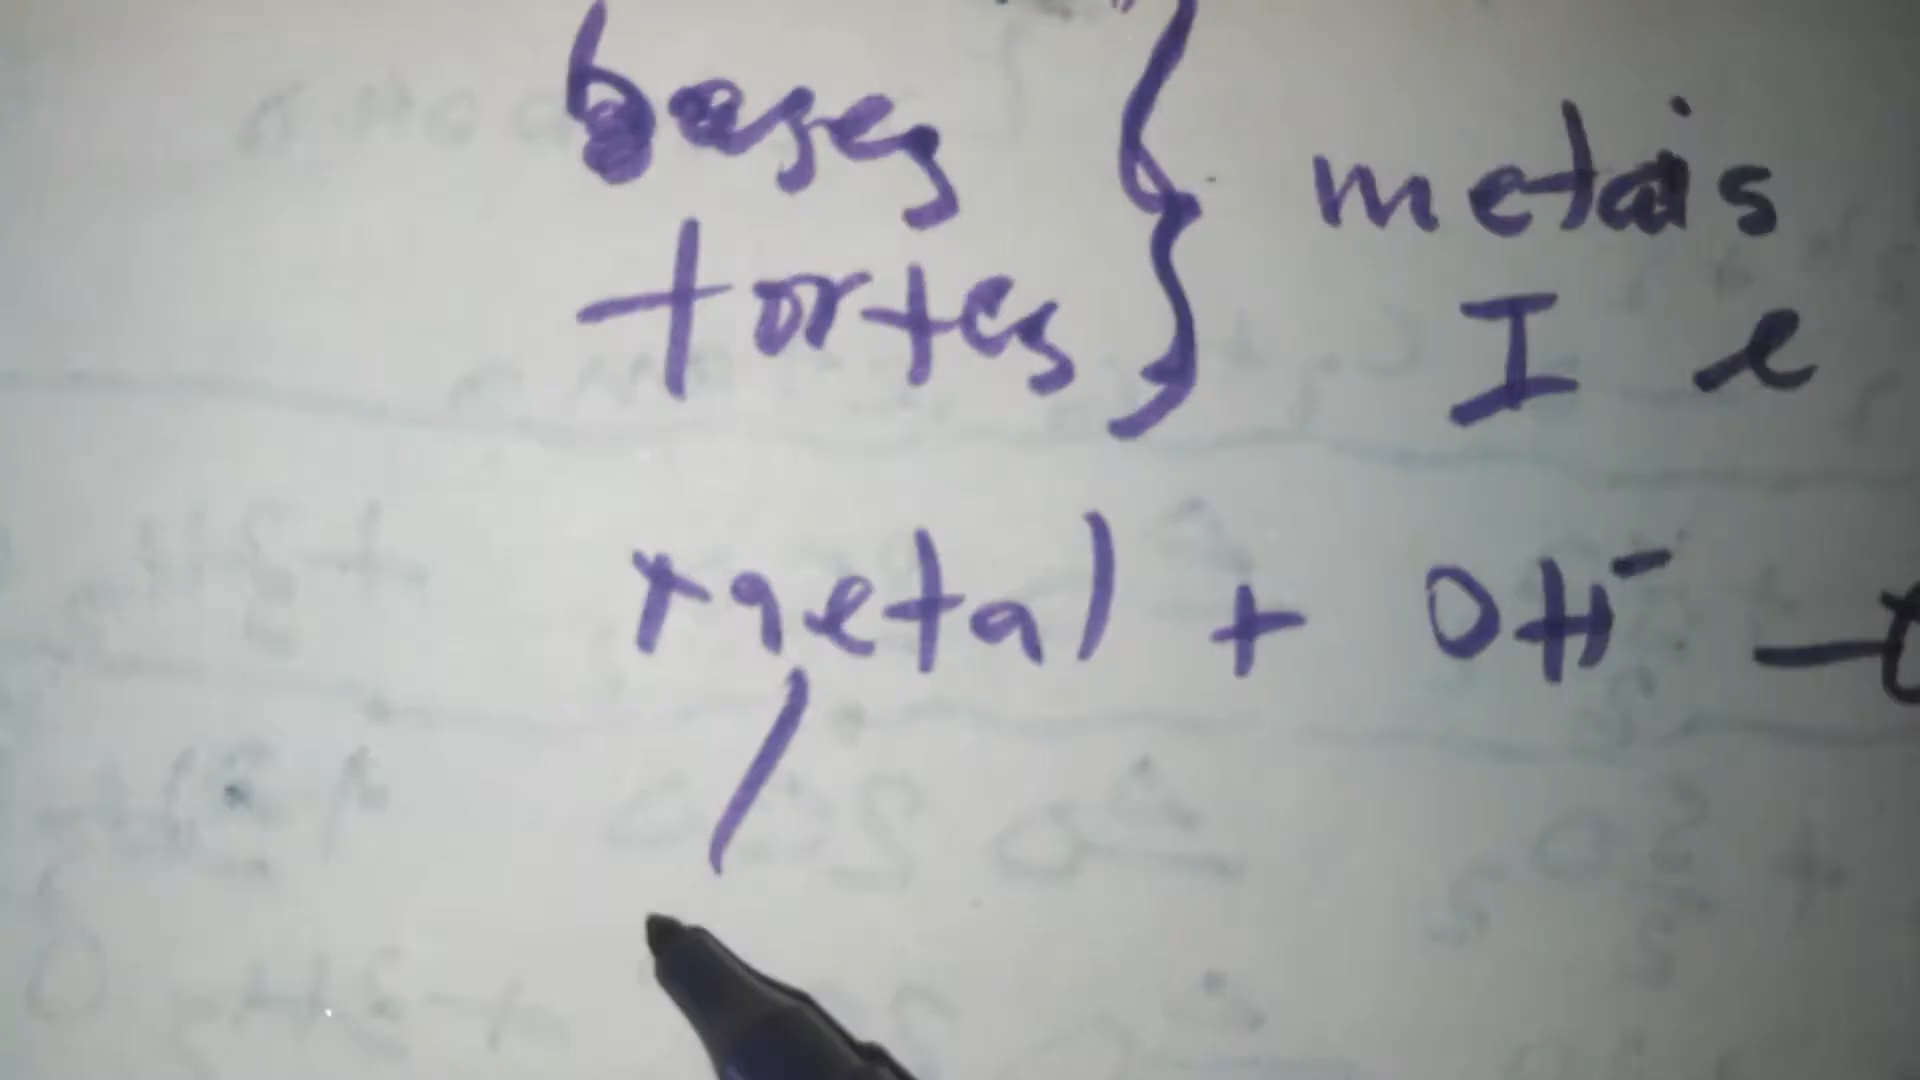 bases
fortes } metais
I e
metal + OH⁻ —